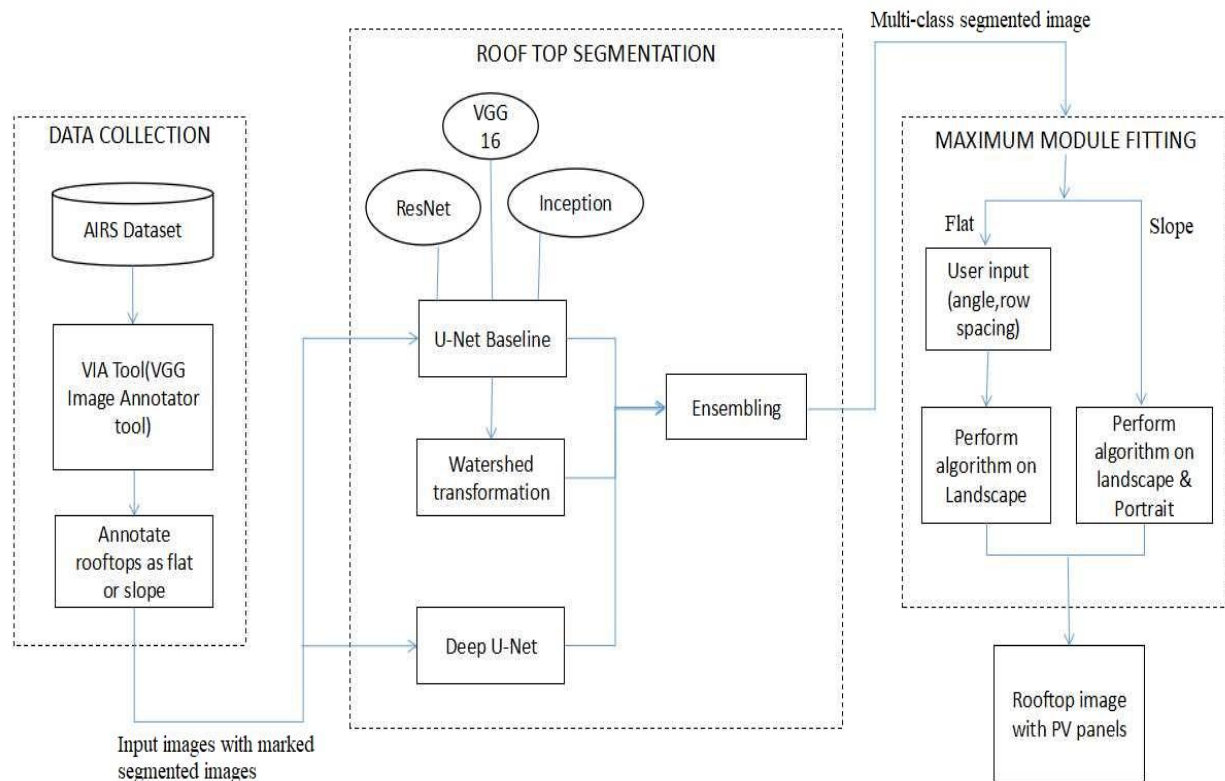 DATA COLLECTION
AIRS Dataset
VIA Tool(VGG
Image Annotator
tool)
Annotate
rooftops as flat
or slope
Input images with marked
segmented images
ROOF TOP SEGMENTATION
VGG
16
ResNet
Inception
U-Net Baseline
Watershed
transformation
Deep U-Net
Ensembling
Multi-class segmented image
MAXIMUM MODULE FITTING
Flat
Slope
User input
(angle,row
spacing)
Perform
algorithm on
Landscape
Perform
algorithm on
landscape &
Portrait
Rooftop image
with PV panels